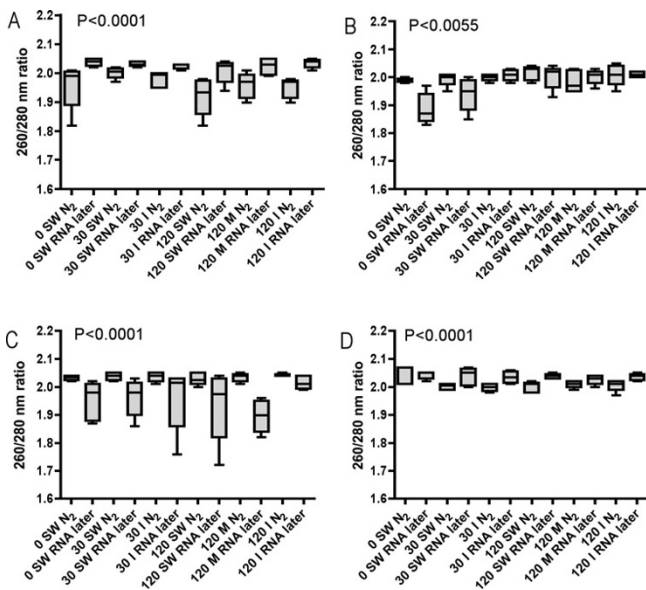 A
P<0.0001
260/280 nm ratio
2.2
2.1
2.0
1.9
1.8
1.7
1.6
0 SW N2
0 SW RNA later
30 SW N2
30 SW RNA later
30 I N2
30 I RNA later
120 SW N2
120 SW RNA later
120 M N2
120 M RNA later
120 I N2
120 I RNA later
B
P<0.0055
260/280 nm ratio
2.2
2.1
2.0
1.9
1.8
1.7
1.6
0 SW N2
0 SW RNA later
30 SW N2
30 SW RNA later
30 I N2
30 I RNA later
120 SW N2
120 SW RNA later
120 M N2
120 M RNA later
120 I N2
120 I RNA later
C
P<0.0001
260/280 nm ratio
2.2
2.1
2.0
1.9
1.8
1.7
1.6
0 SW N2
0 SW RNA later
30 SW N2
30 SW RNA later
30 I N2
30 I RNA later
120 SW N2
120 SW RNA later
120 M N2
120 M RNA later
120 I N2
120 I RNA later
D
P<0.0001
260/280 nm ratio
2.2
2.1
2.0
1.9
1.8
1.7
1.6
0 SW N2
0 SW RNA later
30 SW N2
30 SW RNA later
30 I N2
30 I RNA later
120 SW N2
120 SW RNA later
120 M N2
120 M RNA later
120 I N2
120 I RNA later